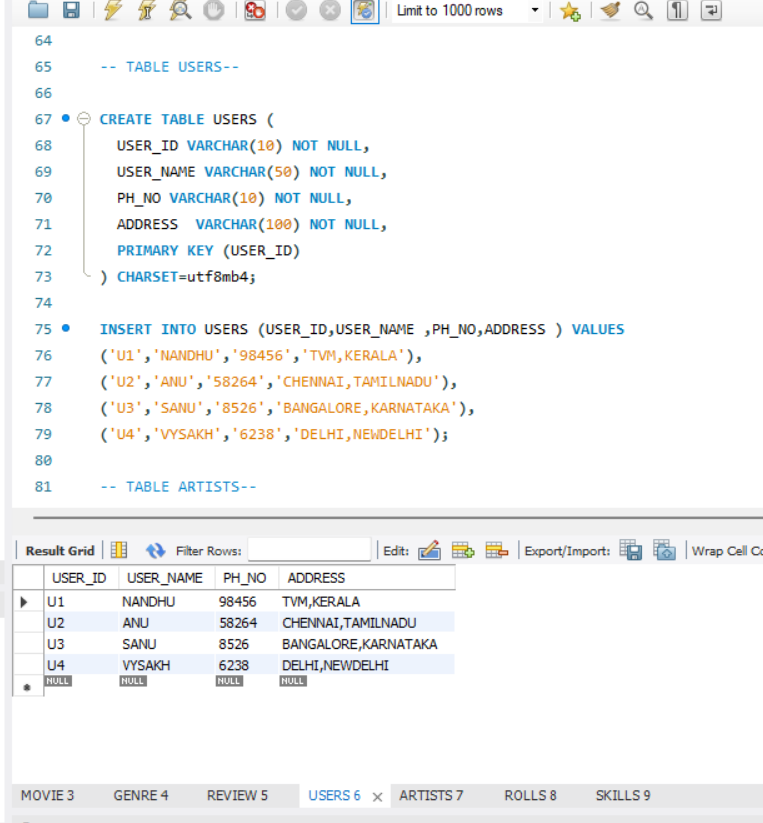 Limit to 1000 rows
64
65 -- TABLE USERS--
66
67 CREATE TABLE USERS (
68 USER_ID VARCHAR(10) NOT NULL,
69 USER_NAME VARCHAR(50) NOT NULL,
70 PH_NO VARCHAR(10) NOT NULL,
71 ADDRESS  VARCHAR(100) NOT NULL,
72 PRIMARY KEY (USER_ID)
73 ) CHARSET=utf8mb4;
74
75 INSERT INTO USERS (USER_ID,USER_NAME ,PH_NO,ADDRESS ) VALUES
76 ('U1','NANDHU','98456','TVM,KERALA'),
77 ('U2','ANU','58264','CHENNAI,TAMILNADU'),
78 ('U3','SANU','8526','BANGALORE,KARNATAKA'),
79 ('U4','VYSAKH','6238','DELHI,NEWDELHI');
80
81 -- TABLE ARTISTS--
Result Grid Filter Rows: Edit: Export/Import: Wrap Cell Co
USER_ID USER_NAME PH_NO ADDRESS
U1 NANDHU 98456 TVM,KERALA
U2 ANU 58264 CHENNAI,TAMILNADU
U3 SANU 8526 BANGALORE,KARNATAKA
U4 VYSAKH 6238 DELHI,NEWDELHI
NULL NULL NULL NULL
MOVIE 3 GENRE 4 REVIEW 5 USERS 6 ARTISTS 7 ROLLS 8 SKILLS 9